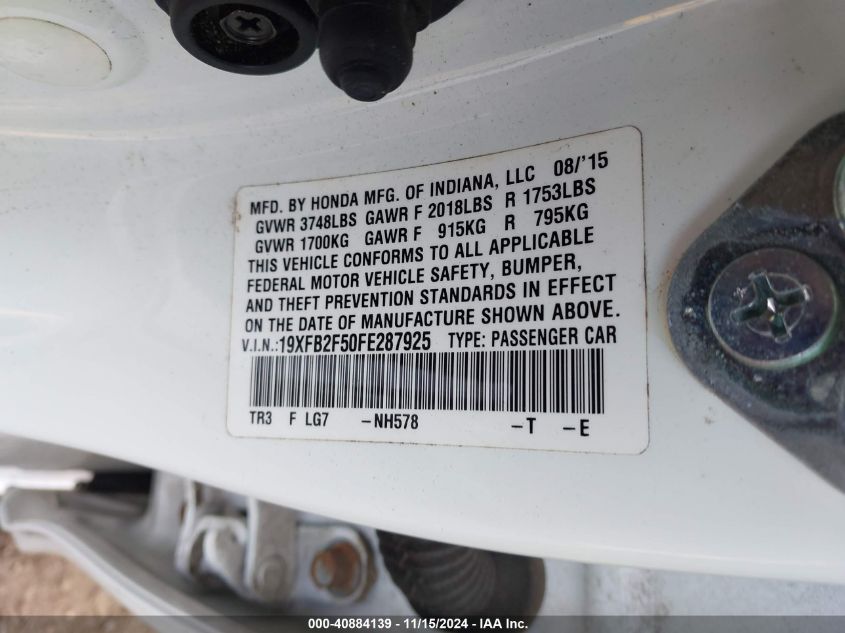 MFD. BY HONDA MFG. OF INDIANA, LLC 08/'15
GVWR 3748LBS GAWR F 2018LBS R 1753LBS
GVWR 1700KG GAWR F 915KG R 795KG
THIS VEHICLE CONFORMS TO ALL APPLICABLE
FEDERAL MOTOR VEHICLE SAFETY, BUMPER,
AND THEFT PREVENTION STANDARDS IN EFFECT
ON THE DATE OF MANUFACTURE SHOWN ABOVE.
V.I.N.:19XFB2F50FE287925 TYPE: PASSENGER CAR
TR3 F LG7 -NH578 -T -E
000-40884139 - 11/15/2024 - IAA Inc.